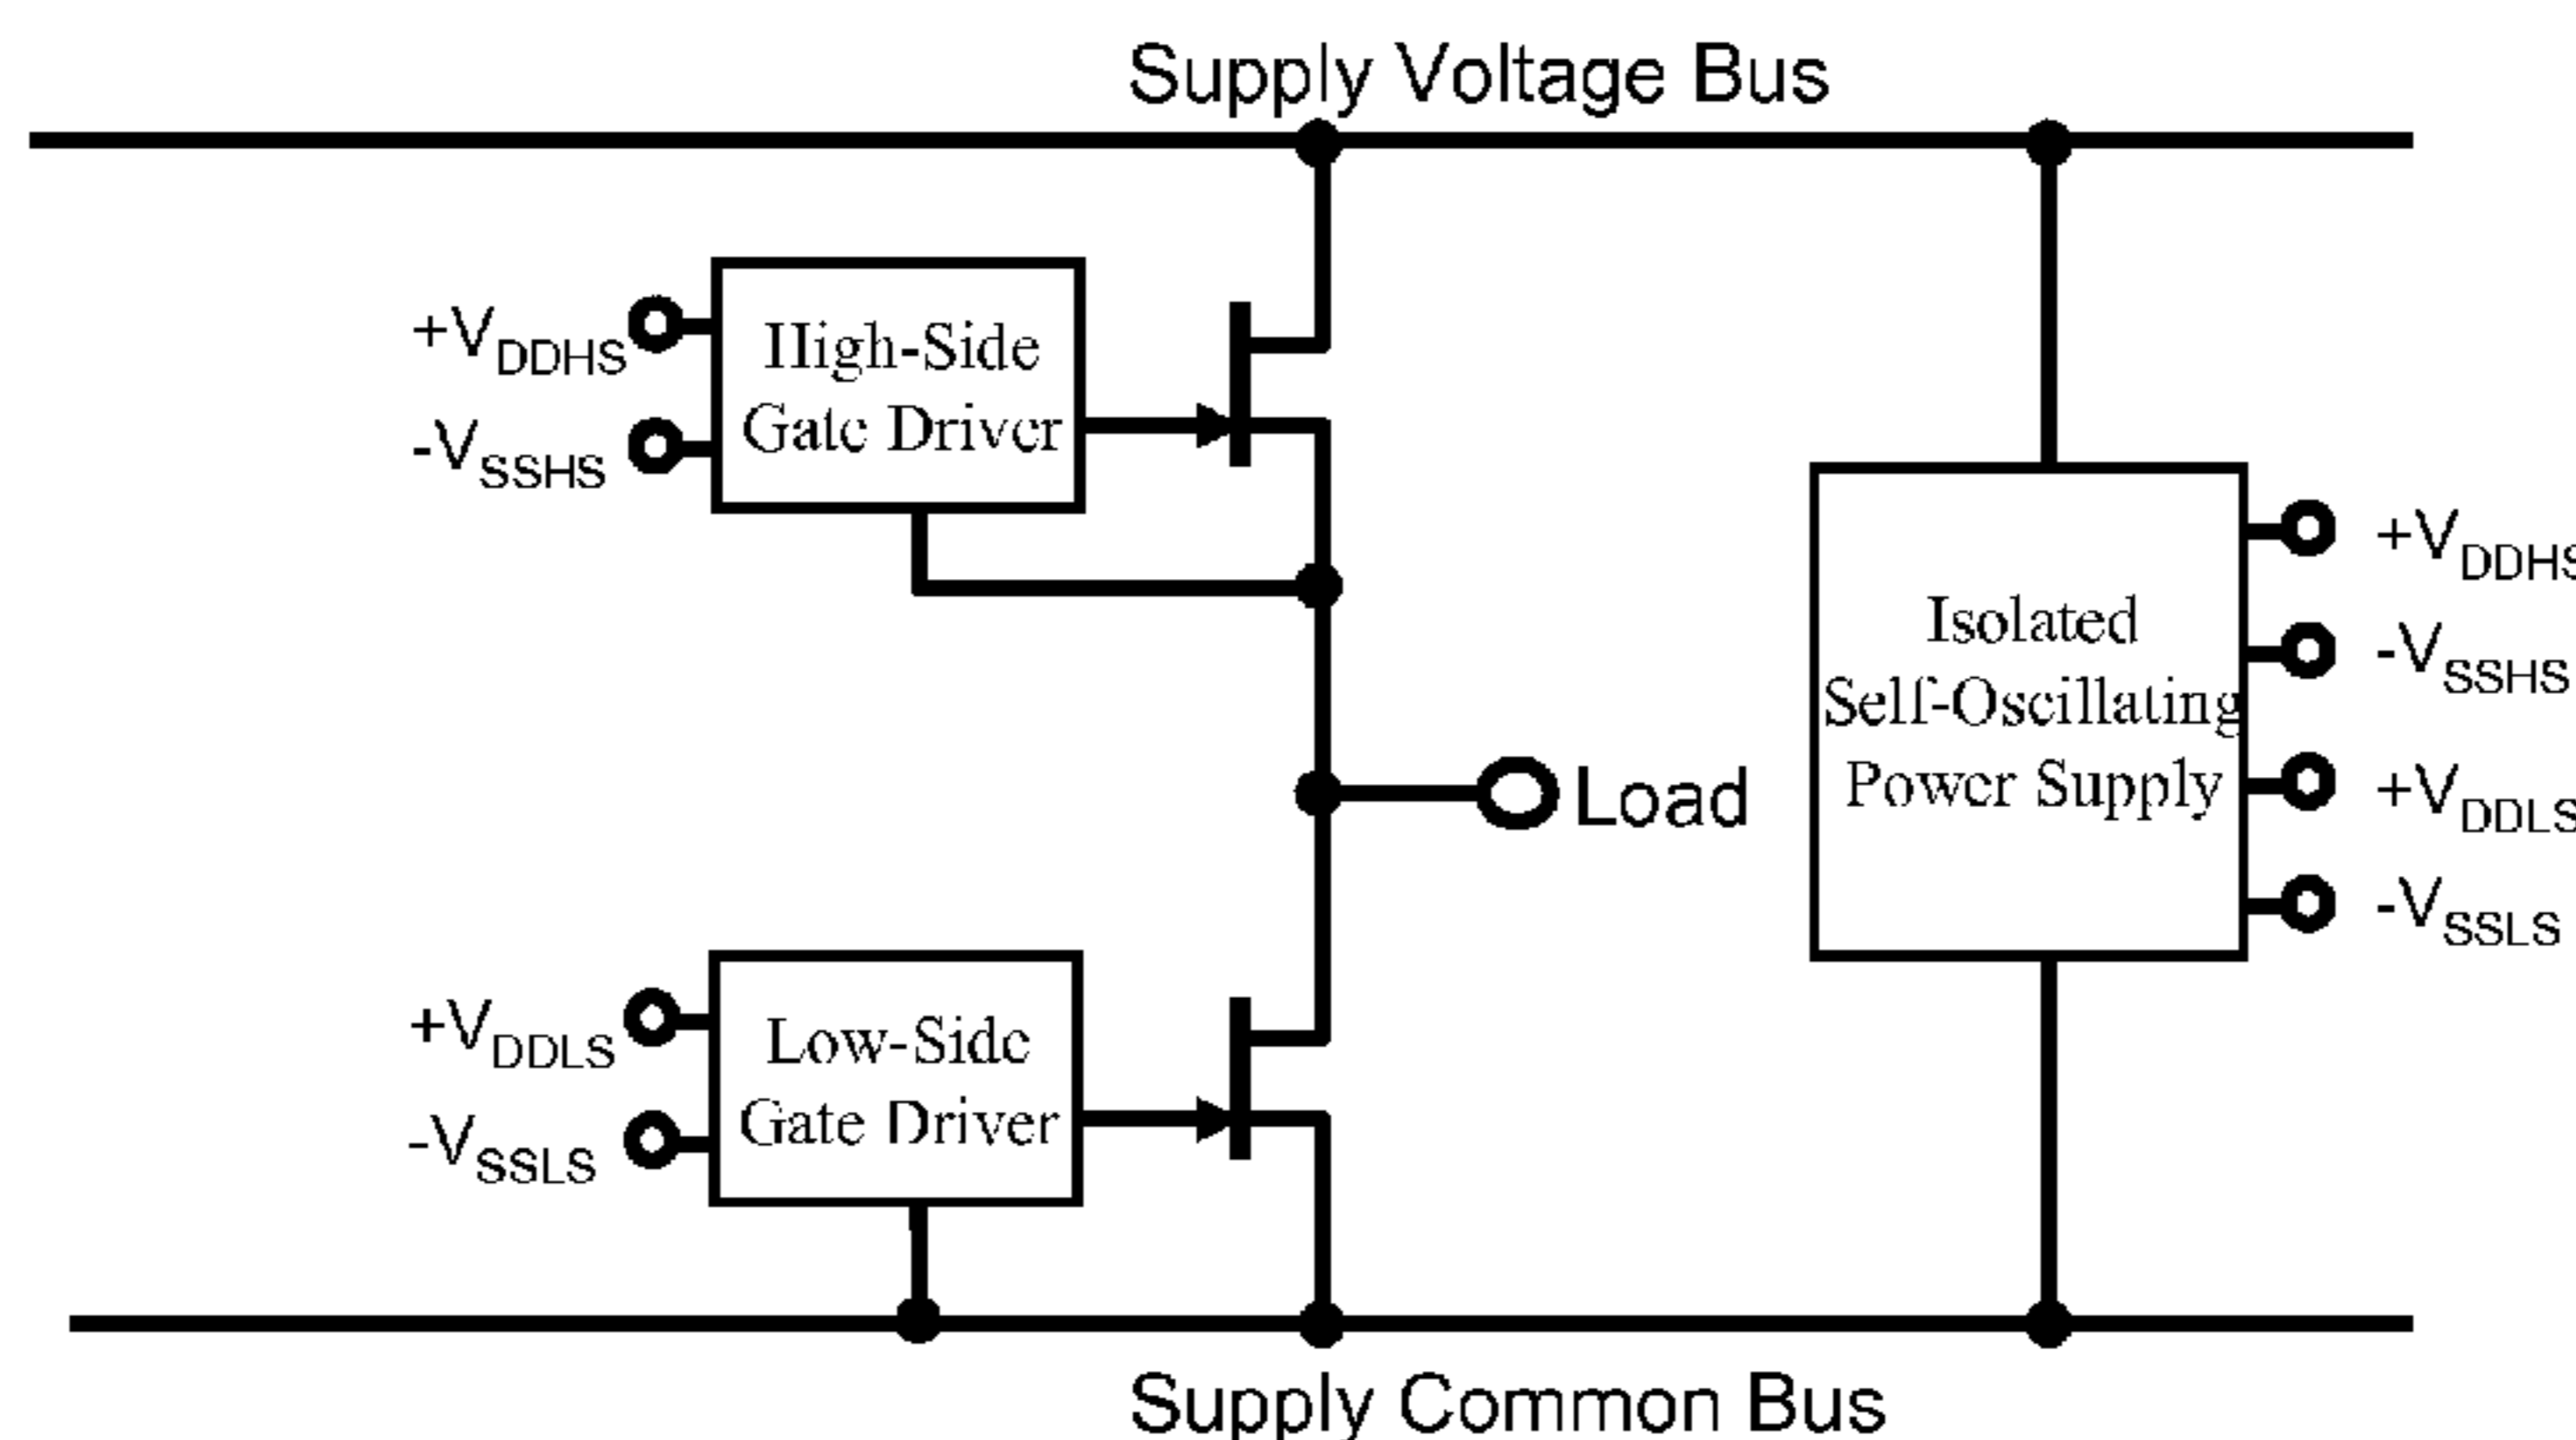 Supply Voltage Bus
+VDDHS
-VSSHS
High-Side
Gate Driver
+VDDHS
-VSSHS
+VDDLS
-VSSLS
Isolated
Self-Oscillating
Power Supply
Load
+VDDLS
-VSSLS
Low-Side
Gate Driver
Supply Common Bus